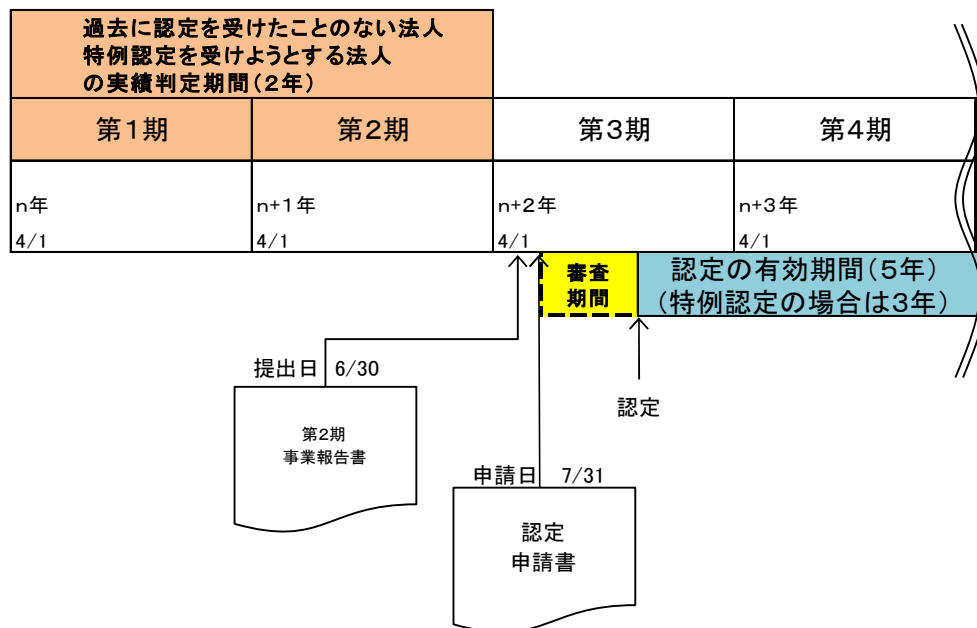 過去に認定を受けたことのない法人
特例認定を受けようとする法人
の実績判定期間(2年)
第1期
第2期
第3期
第4期
n年
n+1年
n+2年
n+3年
4/1
4/1
4/1
4/1
審査
期間
認定の有効期間(5年)
(特例認定の場合は3年)
提出日 6/30
認定
第2期
事業報告書
申請日 7/31
認定
申請書